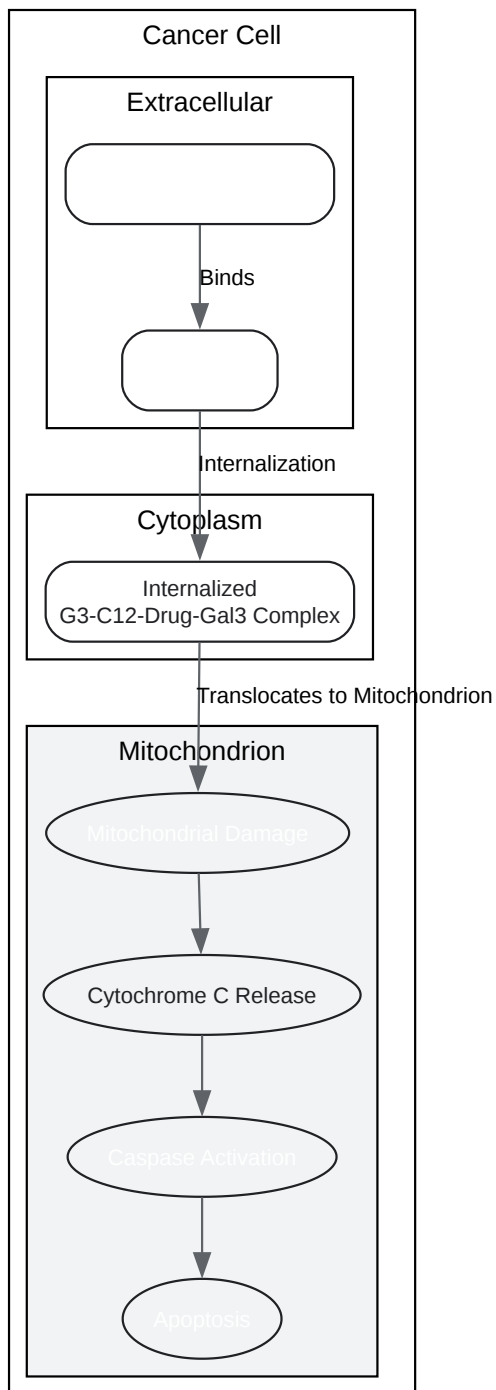 Cancer Cell
Extracellular
Binds
Internalization
Cytoplasm
Internalized
G3-C12-Drug-Gal3 Complex
Translocates to Mitochondrion
Mitochondrion
Mitochondrial Damage
Cytochrome C Release
Caspase Activation
Apoptosis